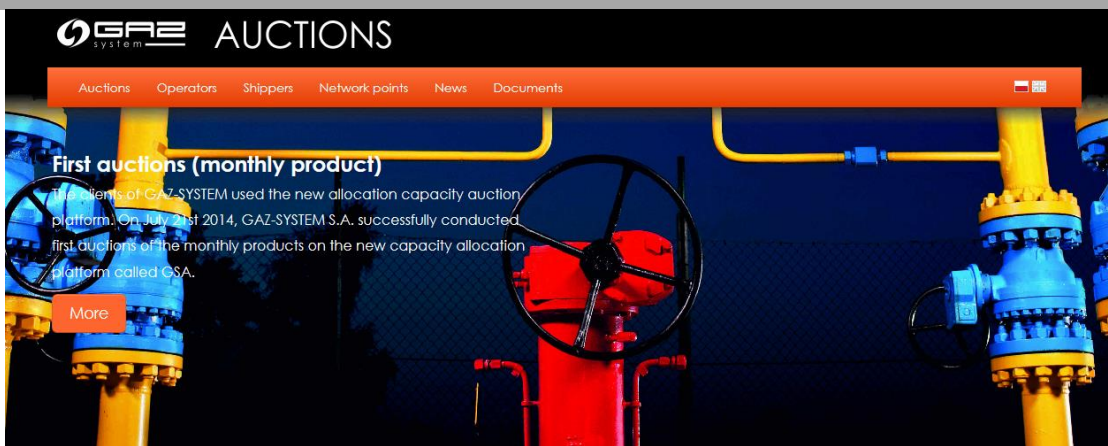 GAZ
system
AUCTIONS
Auctions Operators Shippers Network points News Documents
First auctions (monthly product)
The clients of GAZ-SYSTEM used the new allocation capacity auction
platform. On July 21st 2014, GAZ-SYSTEM S.A. successfully conducted
first auctions of the monthly products on the new capacity allocation
platform called GSA.
More